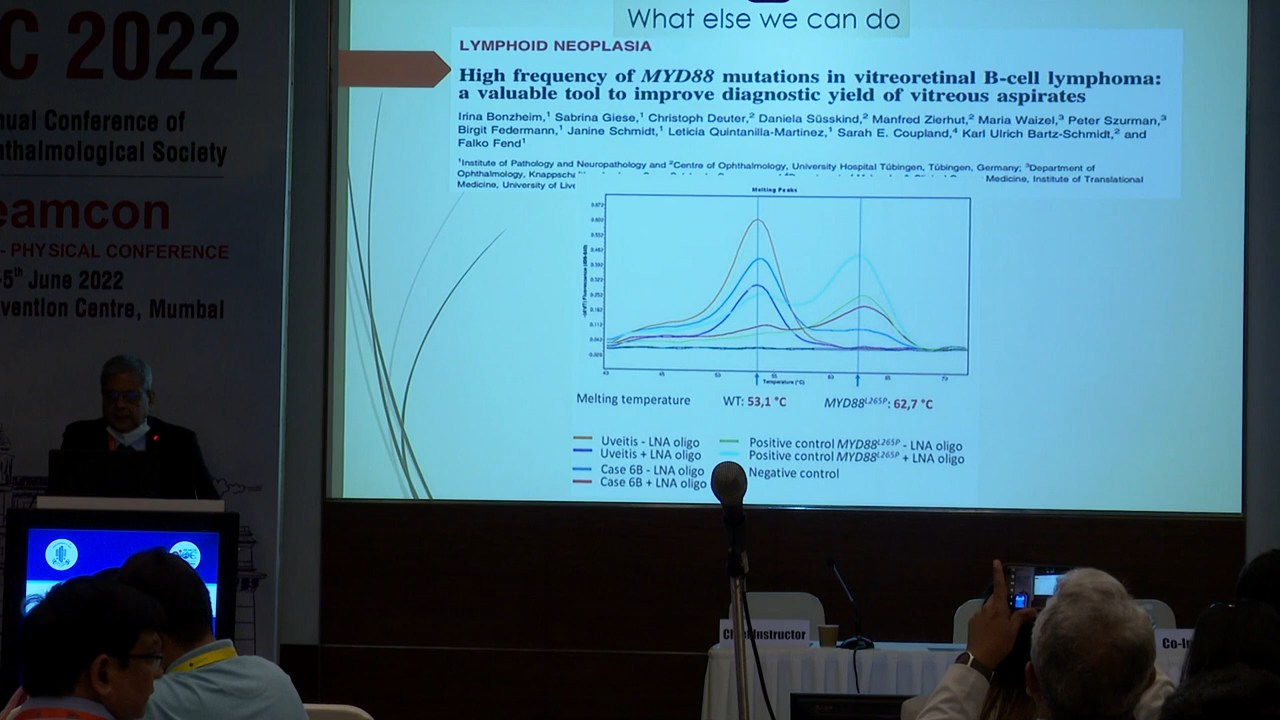 C 2022
nual Conference of
hthalmological Society
eamcon
- PHYSICAL CONFERENCE
-5th June 2022
vention Centre, Mumbai
What else we can do
LYMPHOID NEOPLASIA
High frequency of MYD88 mutations in vitreoretinal B-cell lymphoma:
a valuable tool to improve diagnostic yield of vitreous aspirates
Irina Bonzheim,1 Sabrina Giese,1 Christoph Deuter,2 Daniela Süsskind,2 Manfred Zierhut,2 Maria Waizel,3 Peter Szurman,3
Birgit Federmann,1 Janine Schmidt,1 Leticia Quintanilla-Martinez,1 Sarah E. Coupland,4 Karl Ulrich Bartz-Schmidt,2 and
Falko Fend1
1Institute of Pathology and Neuropathology and 2Centre of Ophthalmology, University Hospital Tübingen, Tübingen, Germany; 3Department of
Ophthalmology, Knappsch
Medicine, Institute of Translational
Medicine, University of Live
Melting Peaks
Temperature (°C)
Melting temperature WT: 53,1 °C MYD88L265P: 62,7 °C
Uveitis - LNA oligo
Uveitis + LNA oligo
Case 6B - LNA oligo
Case 6B + LNA oligo
Positive control MYD88L265P - LNA oligo
Positive control MYD88L265P + LNA oligo
Negative control
Instructor
Co-